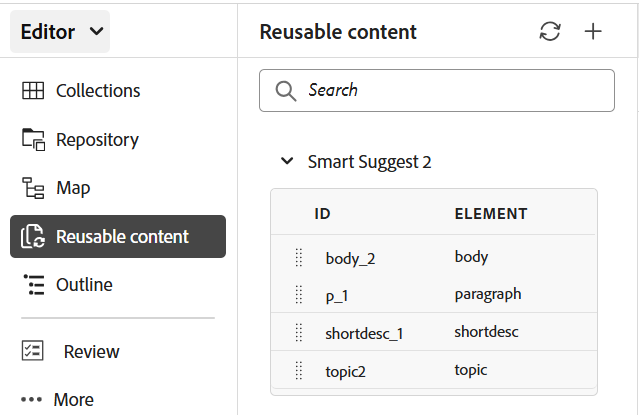 Editor
Collections
Repository
Map
Reusable content
Outline
Review
More
Reusable content
Search
Smart Suggest 2
ID ELEMENT
body_2 body
p_1 paragraph
shortdesc_1 shortdesc
topic2 topic